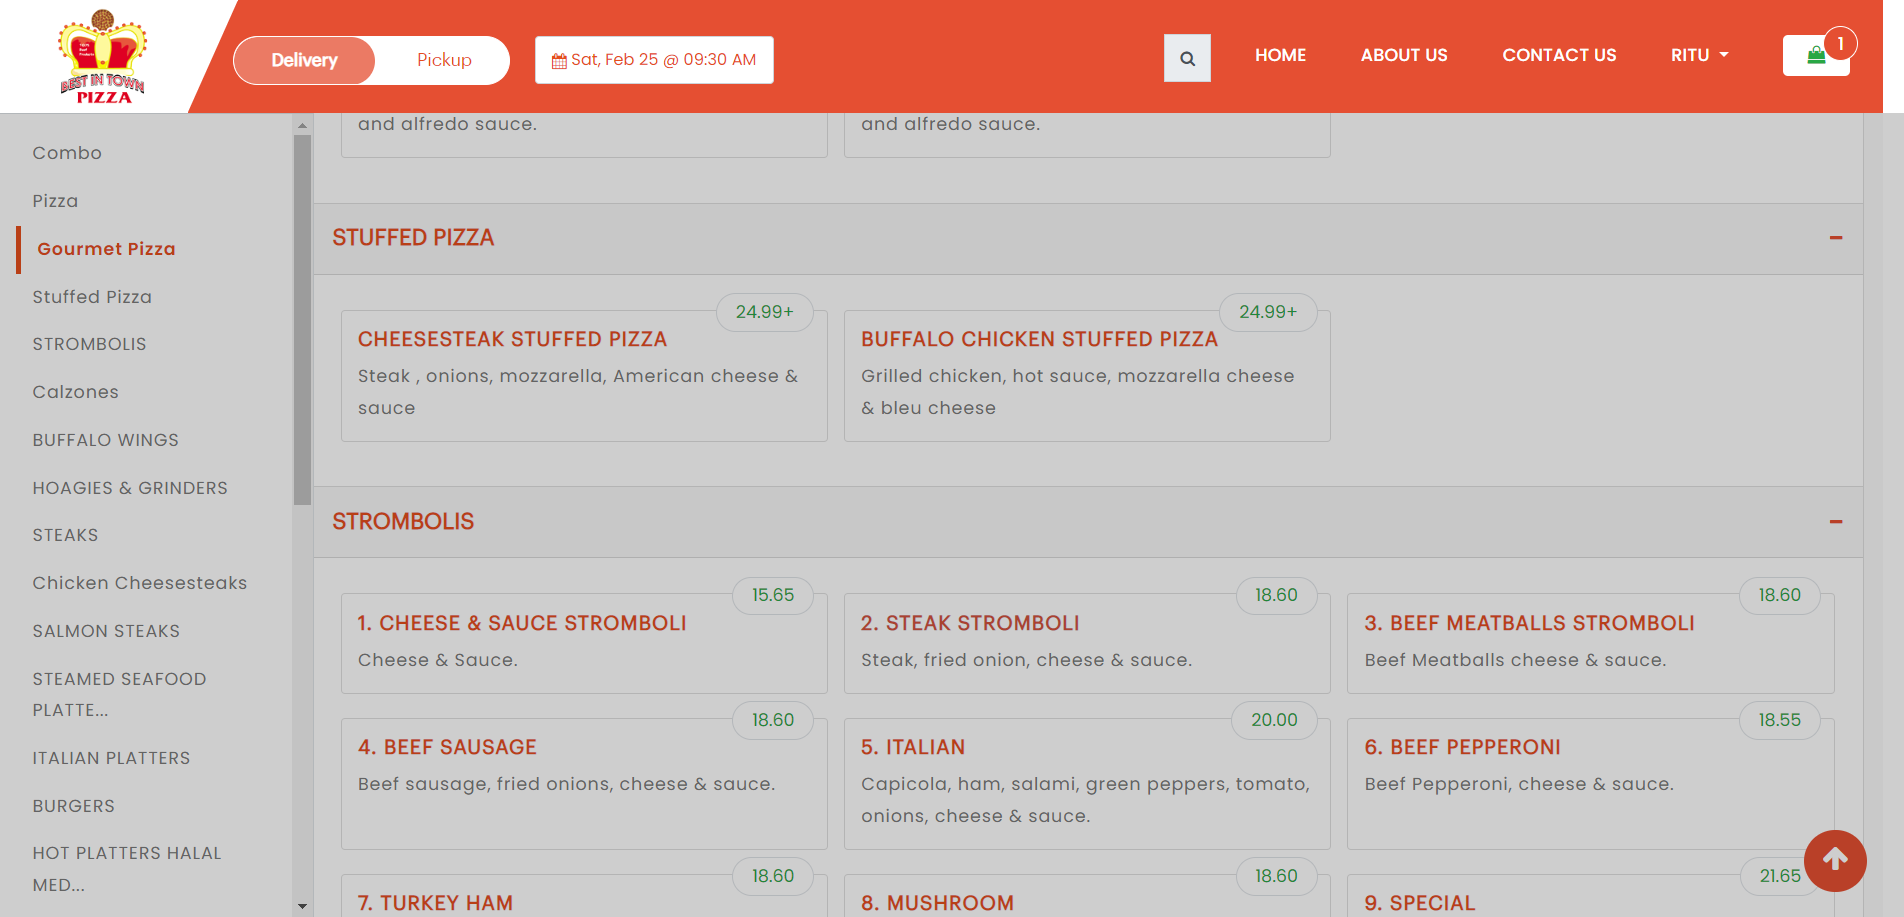 BEST IN TOWN
PIZZA
Delivery
Pickup
Sat, Feb 25 @ 09:30 AM
HOME
ABOUT US
CONTACT US
RITU
1
Combo
Pizza
Gourmet Pizza
Stuffed Pizza
STROMBOLIS
Calzones
BUFFALO WINGS
HOAGIES & GRINDERS
STEAKS
Chicken Cheesesteaks
SALMON STEAKS
STEAMED SEAFOOD
PLATTE...
ITALIAN PLATTERS
BURGERS
HOT PLATTERS HALAL
MED...
and alfredo sauce.
and alfredo sauce.
STUFFED PIZZA
24.99+
CHEESESTEAK STUFFED PIZZA
Steak , onions, mozzarella, American cheese &
sauce
24.99+
BUFFALO CHICKEN STUFFED PIZZA
Grilled chicken, hot sauce, mozzarella cheese
& bleu cheese
STROMBOLIS
15.65
1. CHEESE & SAUCE STROMBOLI
Cheese & Sauce.
18.60
2. STEAK STROMBOLI
Steak, fried onion, cheese & sauce.
18.60
3. BEEF MEATBALLS STROMBOLI
Beef Meatballs cheese & sauce.
18.60
4. BEEF SAUSAGE
Beef sausage, fried onions, cheese & sauce.
20.00
5. ITALIAN
Capicola, ham, salami, green peppers, tomato,
onions, cheese & sauce.
18.55
6. BEEF PEPPERONI
Beef Pepperoni, cheese & sauce.
18.60
7. TURKEY HAM
18.60
8. MUSHROOM
21.65
9. SPECIAL